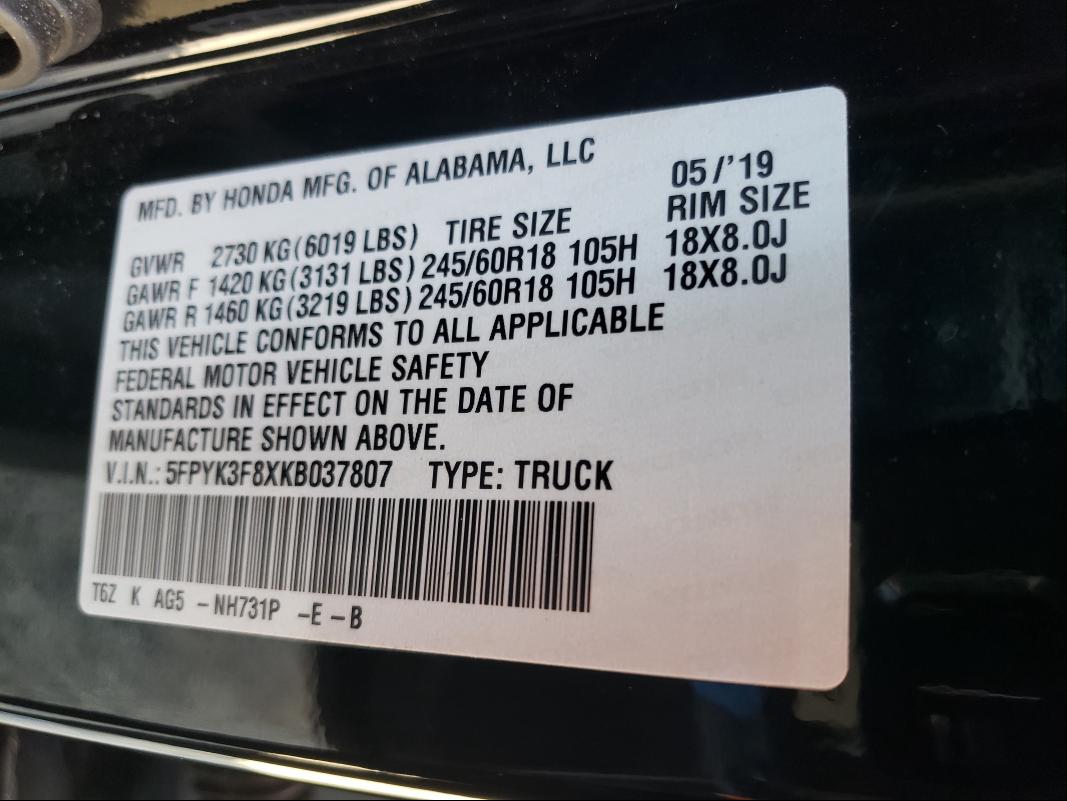 MFD. BY HONDA MFG. OF ALABAMA, LLC 05/'19
GVWR 2730 KG(6019 LBS) TIRE SIZE RIM SIZE
GAWR F 1420 KG(3131 LBS) 245/60R18 105H 18X8.0J
GAWR R 1460 KG(3219 LBS) 245/60R18 105H 18X8.0J
THIS VEHICLE CONFORMS TO ALL APPLICABLE
FEDERAL MOTOR VEHICLE SAFETY
STANDARDS IN EFFECT ON THE DATE OF
MANUFACTURE SHOWN ABOVE.
V.I.N.: 5FPYK3F8XKB037807 TYPE: TRUCK
T6Z K AG5 -NH731P -E -B